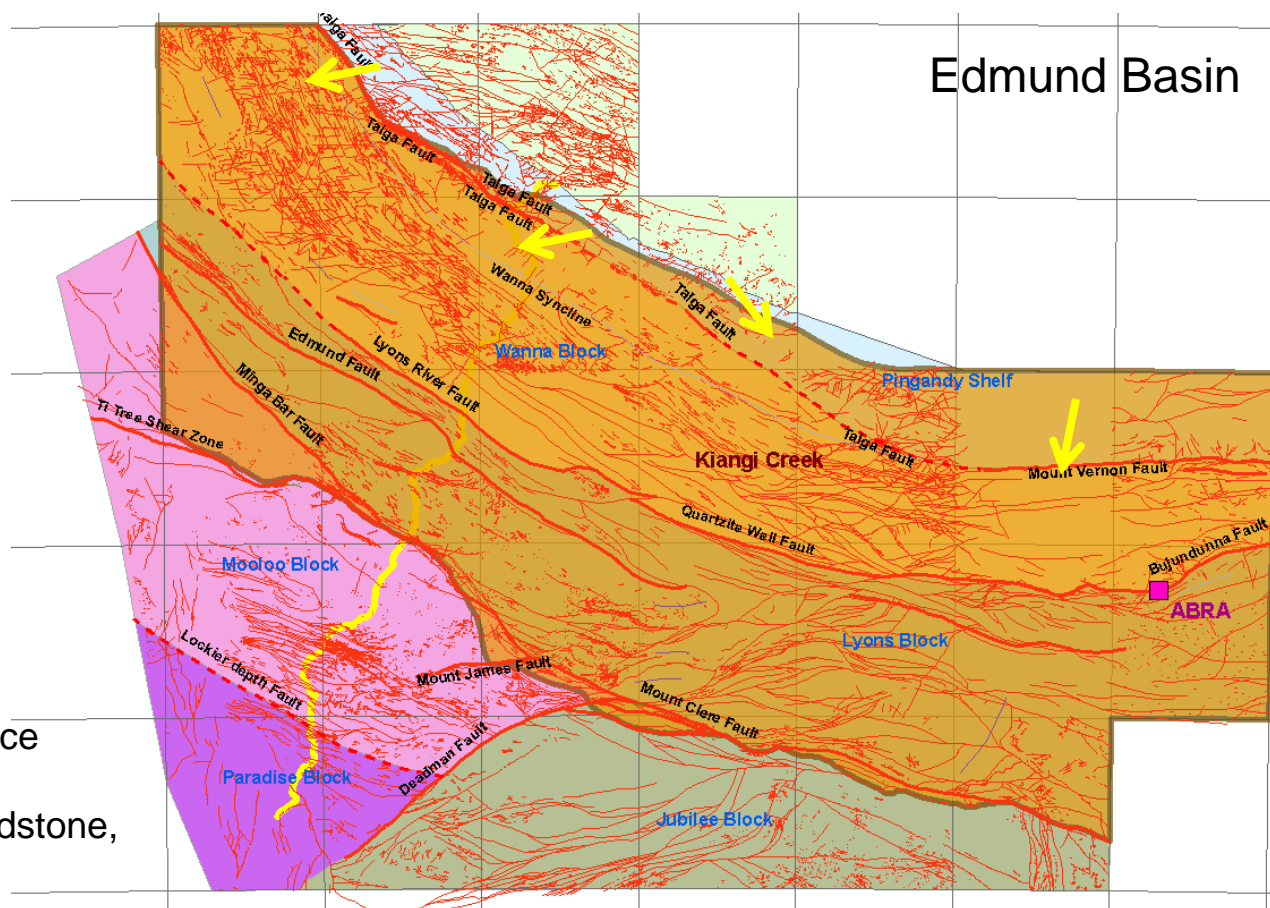 Edmund Basin
Talga Fault
Talga Fault
Talga Fault
Talga Fault
Wanna Syncline
Talga Fault
Edmund Fault
Lyons River Fault
Wanna Block
Pingandy Shelf
Minga Bar Fault
Ti Tree Shear Zone
Talga Fault
Kiangi Creek
Mount Vernon Fault
Quartzite Well Fault
Bujundunna Fault
Mooloo Block
ABRA
Lyons Block
Lockier depth Fault
Mount James Fault
Mount Clere Fault
ce
Deadman Fault
Paradise Block
dstone,
Jubilee Block